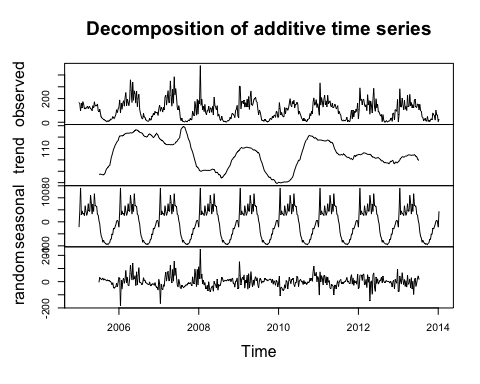 Decomposition of additive time series
observed
0 200
trend
80 110
seasonal
0 100
random
-200 0 200
2006 2008 2010 2012 2014
Time